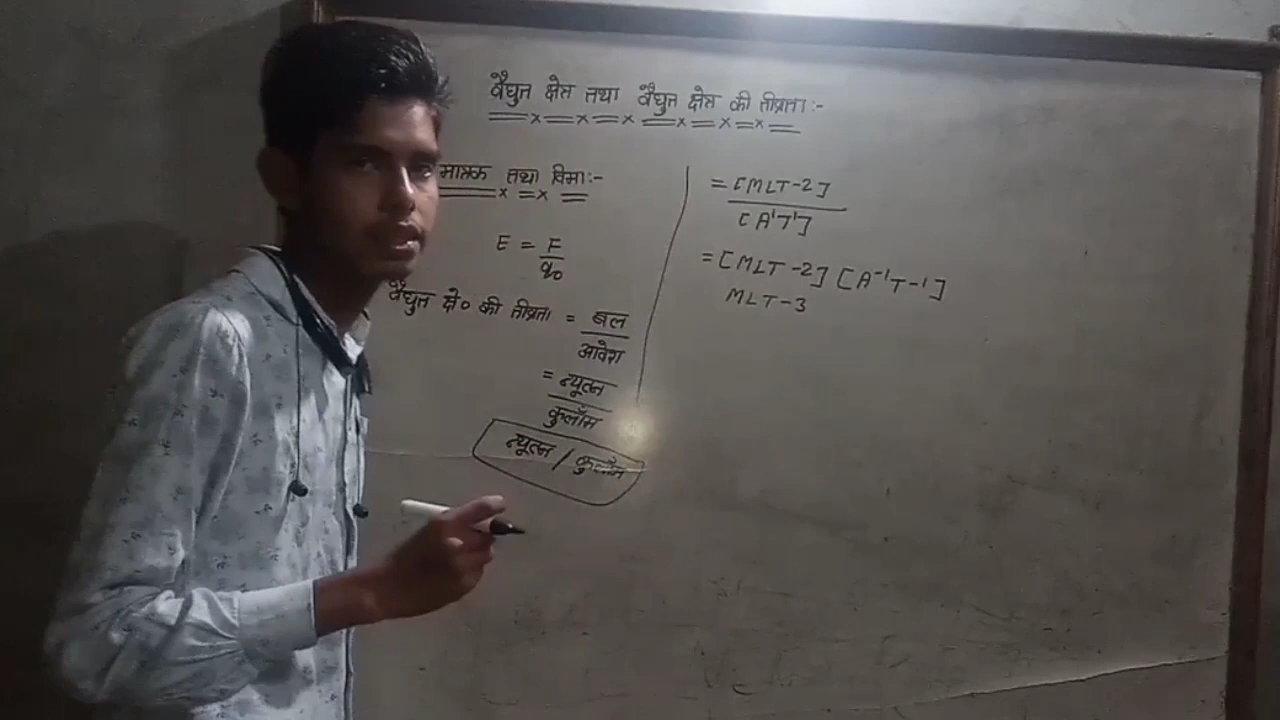 वैद्युत क्षेत्र तथा वैद्युत क्षेत्र की तीव्रता :-
मात्रक तथा विमा:-
E = F
q₀
वैद्युत क्षे० की तीव्रता = बल
आवेश
= न्यूटन
कुलॉम
न्यूटन / कुलॉम
= [MLT-2]
[A¹T¹]
= [MLT-2] [A⁻¹T-1]
MLT-3